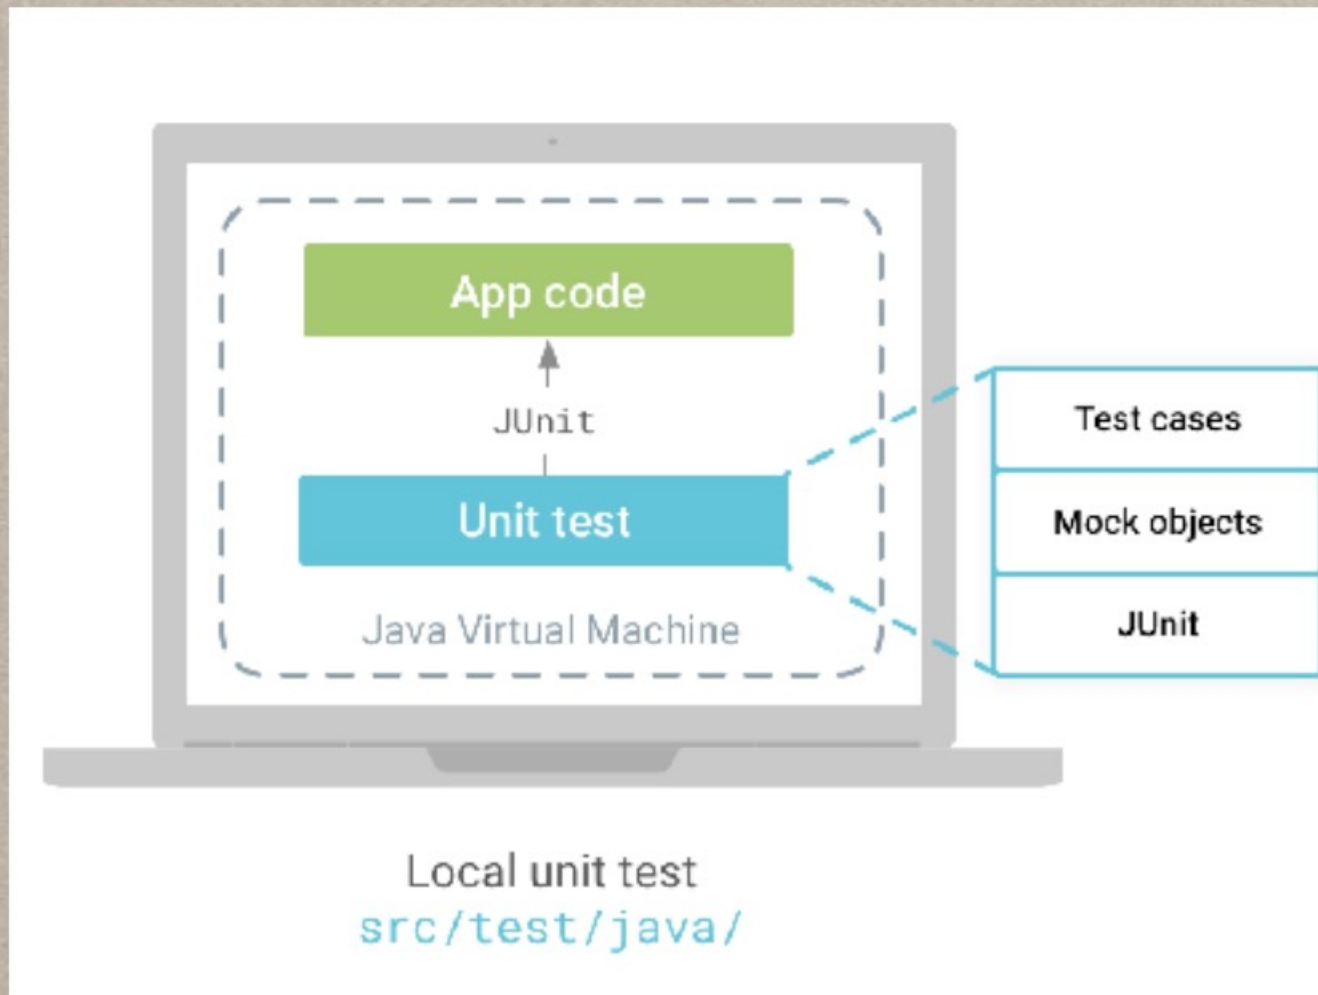 App code
JUnit
Unit test
Java Virtual Machine
Test cases
Mock objects
JUnit
Local unit test
src/test/java/